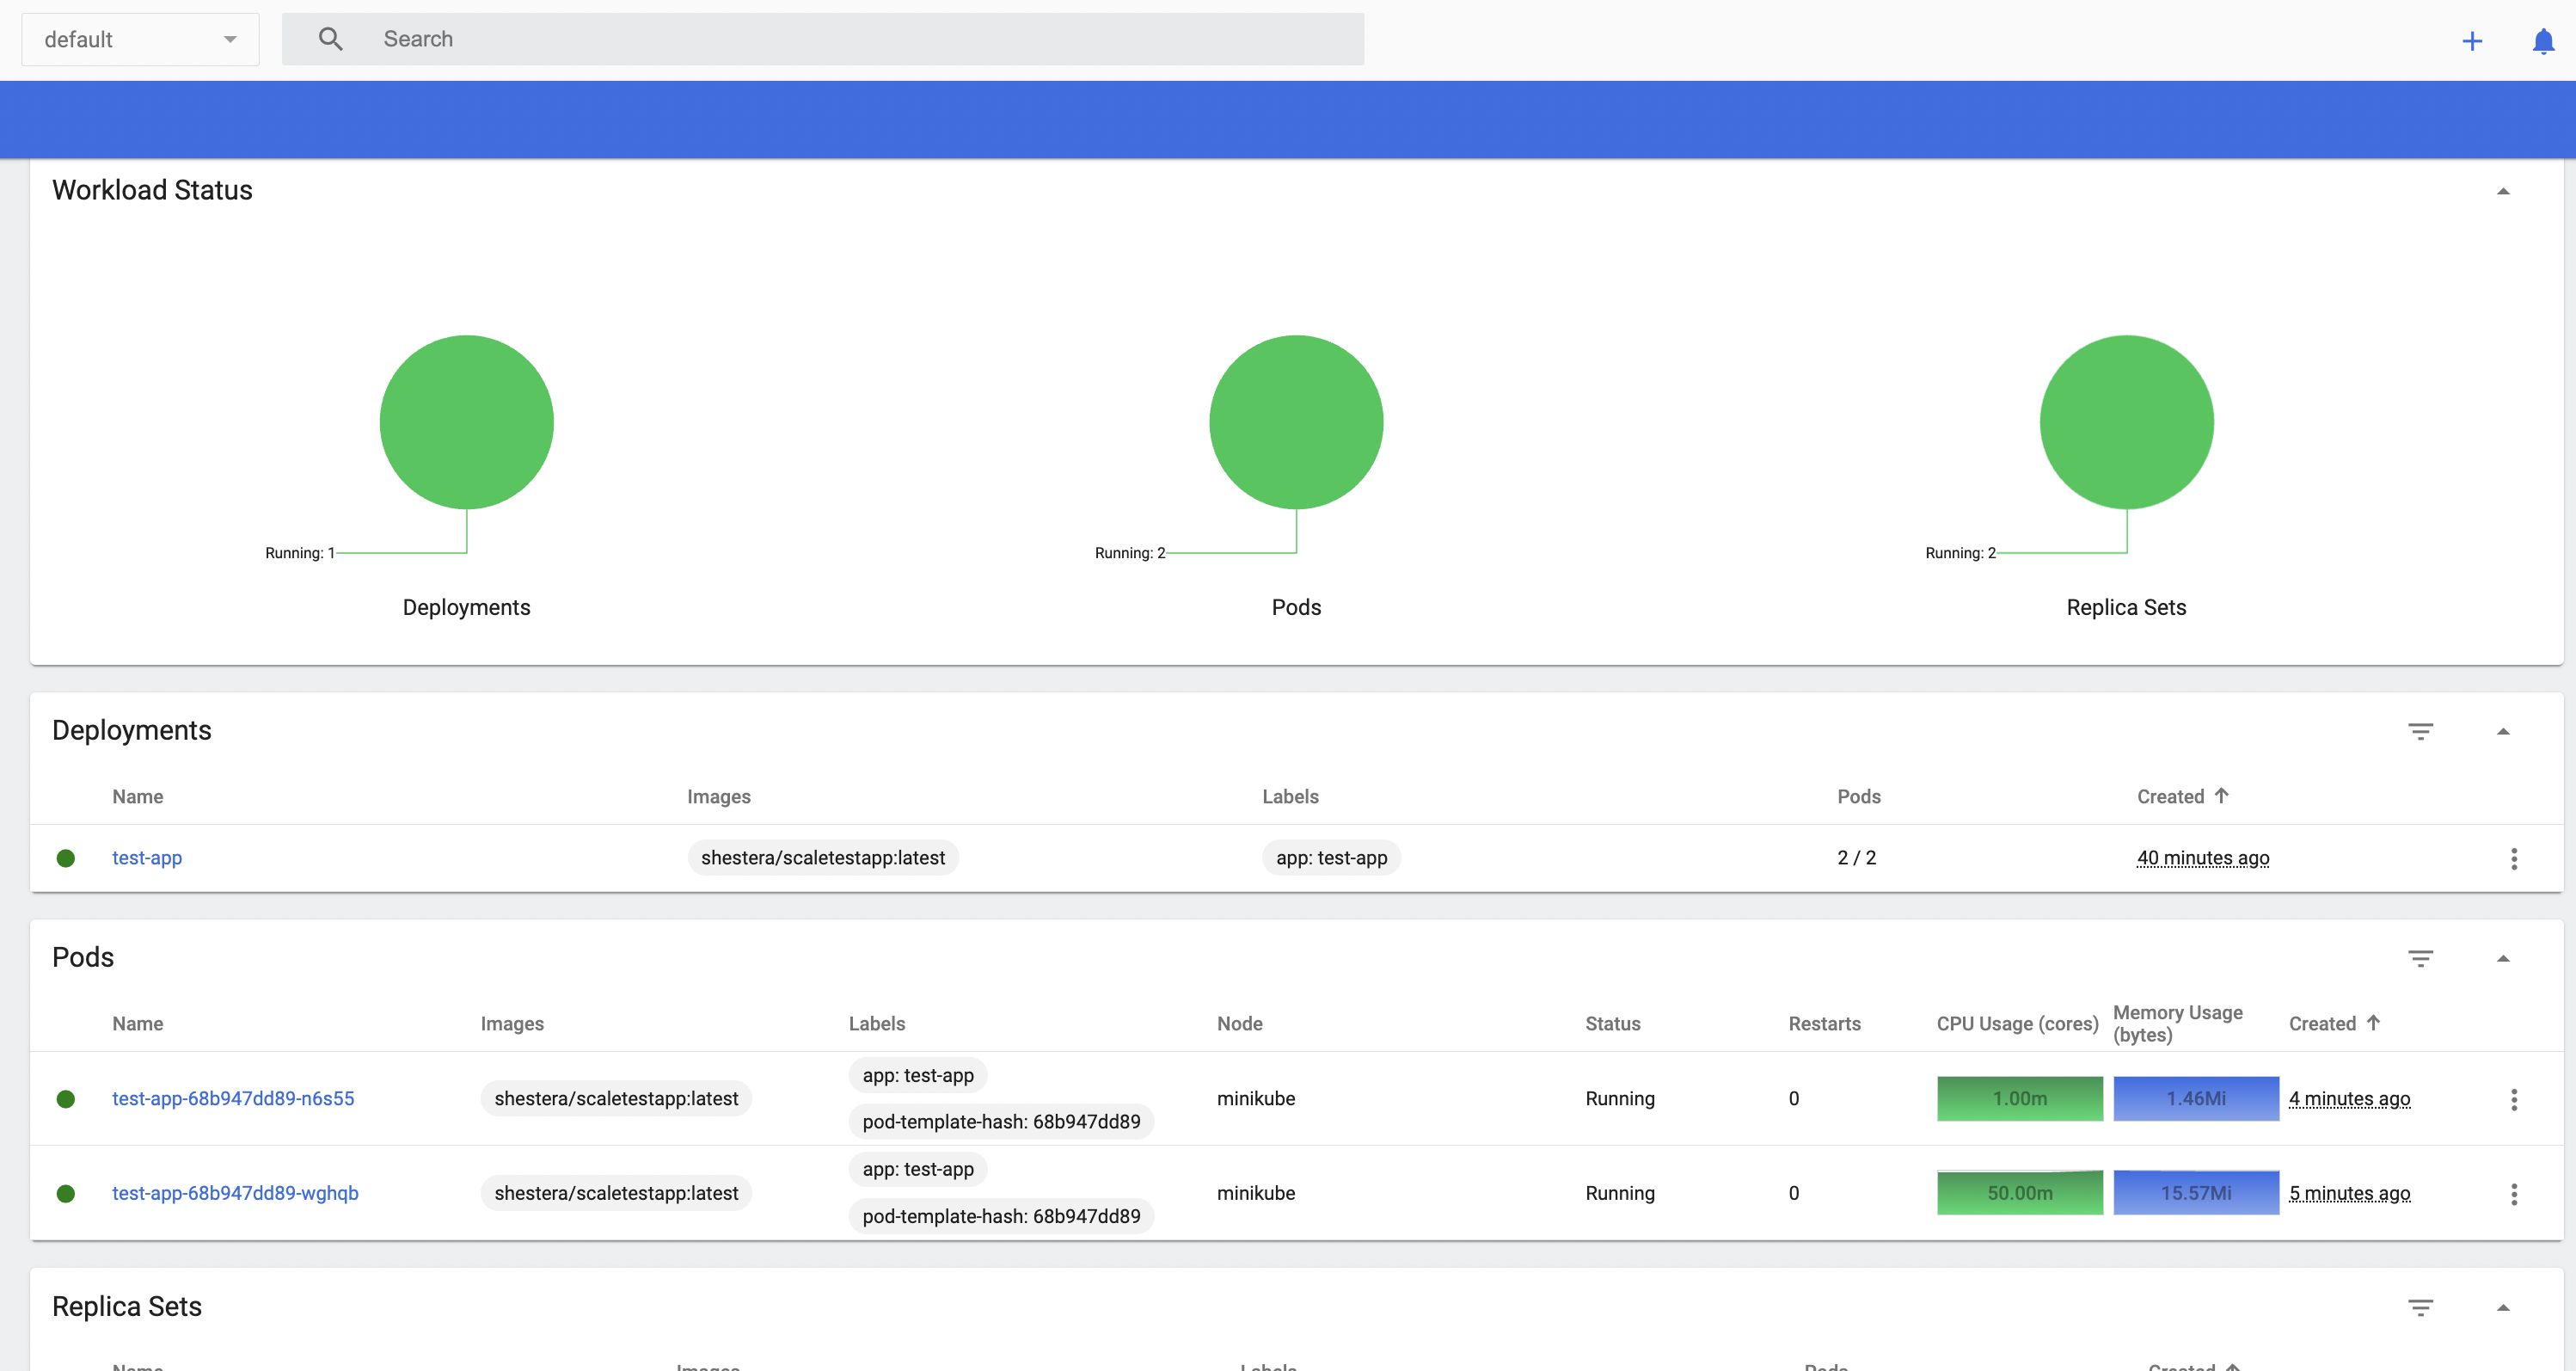 default
Search
Workload Status
Running: 1
Running: 2
Running: 2
Deployments
Pods
Replica Sets
Deployments
Name Images Labels Pods Created
test-app shestera/scaletestapp:latest app: test-app 2 / 2 40 minutes ago
Pods
Name Images Labels Node Status Restarts CPU Usage (cores) Memory Usage (bytes) Created
test-app-68b947dd89-n6s55 shestera/scaletestapp:latest app: test-app minikube Running 0 1.00m 1.46Mi 4 minutes ago
pod-template-hash: 68b947dd89
test-app-68b947dd89-wghqb shestera/scaletestapp:latest app: test-app minikube Running 0 50.00m 15.57Mi 5 minutes ago
pod-template-hash: 68b947dd89
Replica Sets
Name Images Labels Pods Created